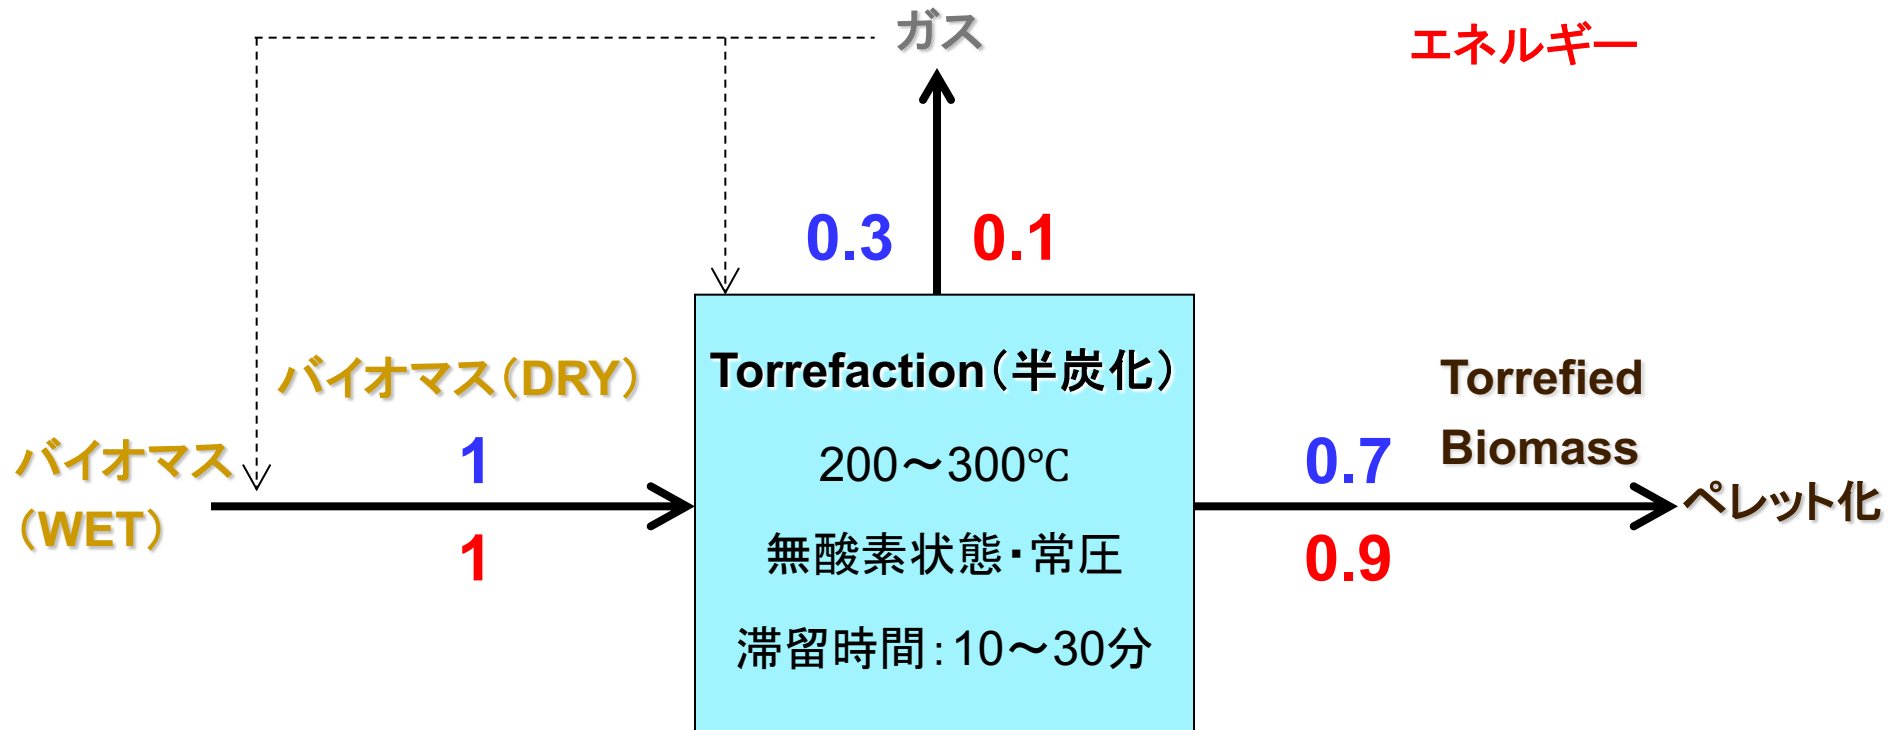 ガス
エネルギー
0.3
0.1
バイオマス(DRY)
バイオマス
(WET)
1
1
Torrefaction(半炭化)
200～300℃
無酸素状態・常圧
滞留時間:10～30分
0.7
0.9
Torrefied
Biomass
ペレット化